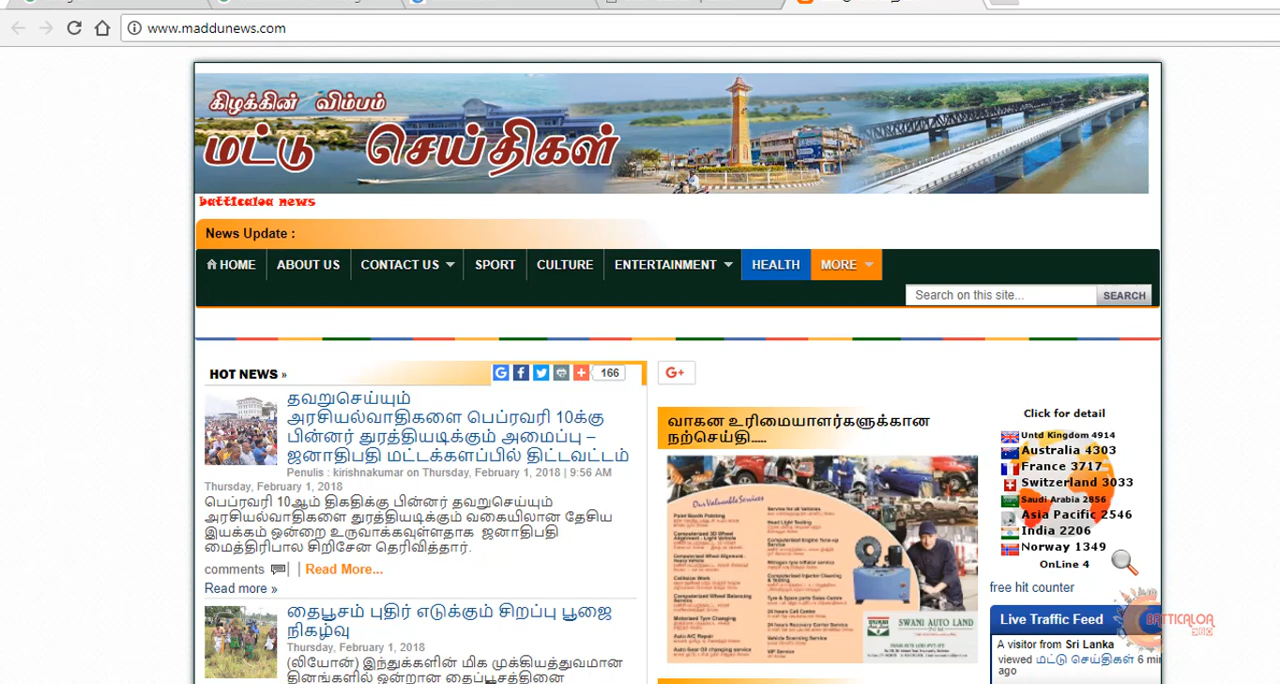 www.maddunews.com
கிழக்கின் விம்பம்
மட்டு செய்திகள்
batticaloa news
News Update :
HOME ABOUT US CONTACT US SPORT CULTURE ENTERTAINMENT HEALTH MORE
Search on this site... SEARCH
HOT NEWS »
166
G+
தவறுசெய்யும்
அரசியல்வாதிகளை பெப்ரவரி 10க்கு
பின்னர் துரத்தியடிக்கும் அமைப்பு –
ஜனாதிபதி மட்டக்களப்பில் திட்டவட்டம்
Penulis : kirishnakumar on Thursday, February 1, 2018 | 9:56 AM
Thursday, February 1, 2018
பெப்ரவரி 10ஆம் திகதிக்கு பின்னர் தவறுசெய்யும்
அரசியல்வாதிகளை துரத்தியடிக்கும் வகையிலான தேசிய
இயக்கம் ஒன்றை உருவாக்கவுள்ளதாக ஜனாதிபதி
மைத்திரிபால சிறிசேன தெரிவித்தார்.
comments | Read More...
Read more »
தைபூசம் புதிர் எடுக்கும் சிறப்பு பூஜை
நிகழ்வு
Thursday, February 1, 2018
(லியோன்) இந்துக்களின் மிக முக்கியத்துவமான
தினங்களில் ஒன்றான தைப்பூசத்தினை
வாகன உரிமையாளர்களுக்கான
நற்செய்தி.....
Our Valuable Services
SWANI AUTO LAND
Click for detail
Untd Kingdom 4914
Australia 4303
France 3717
Switzerland 3033
Saudi Arabia 2856
Asia Pacific 2546
India 2206
Norway 1349
OnLine 4
free hit counter
Live Traffic Feed
A visitor from Sri Lanka
viewed மட்டு செய்திகள் 6 min
ago
BATTICALOA